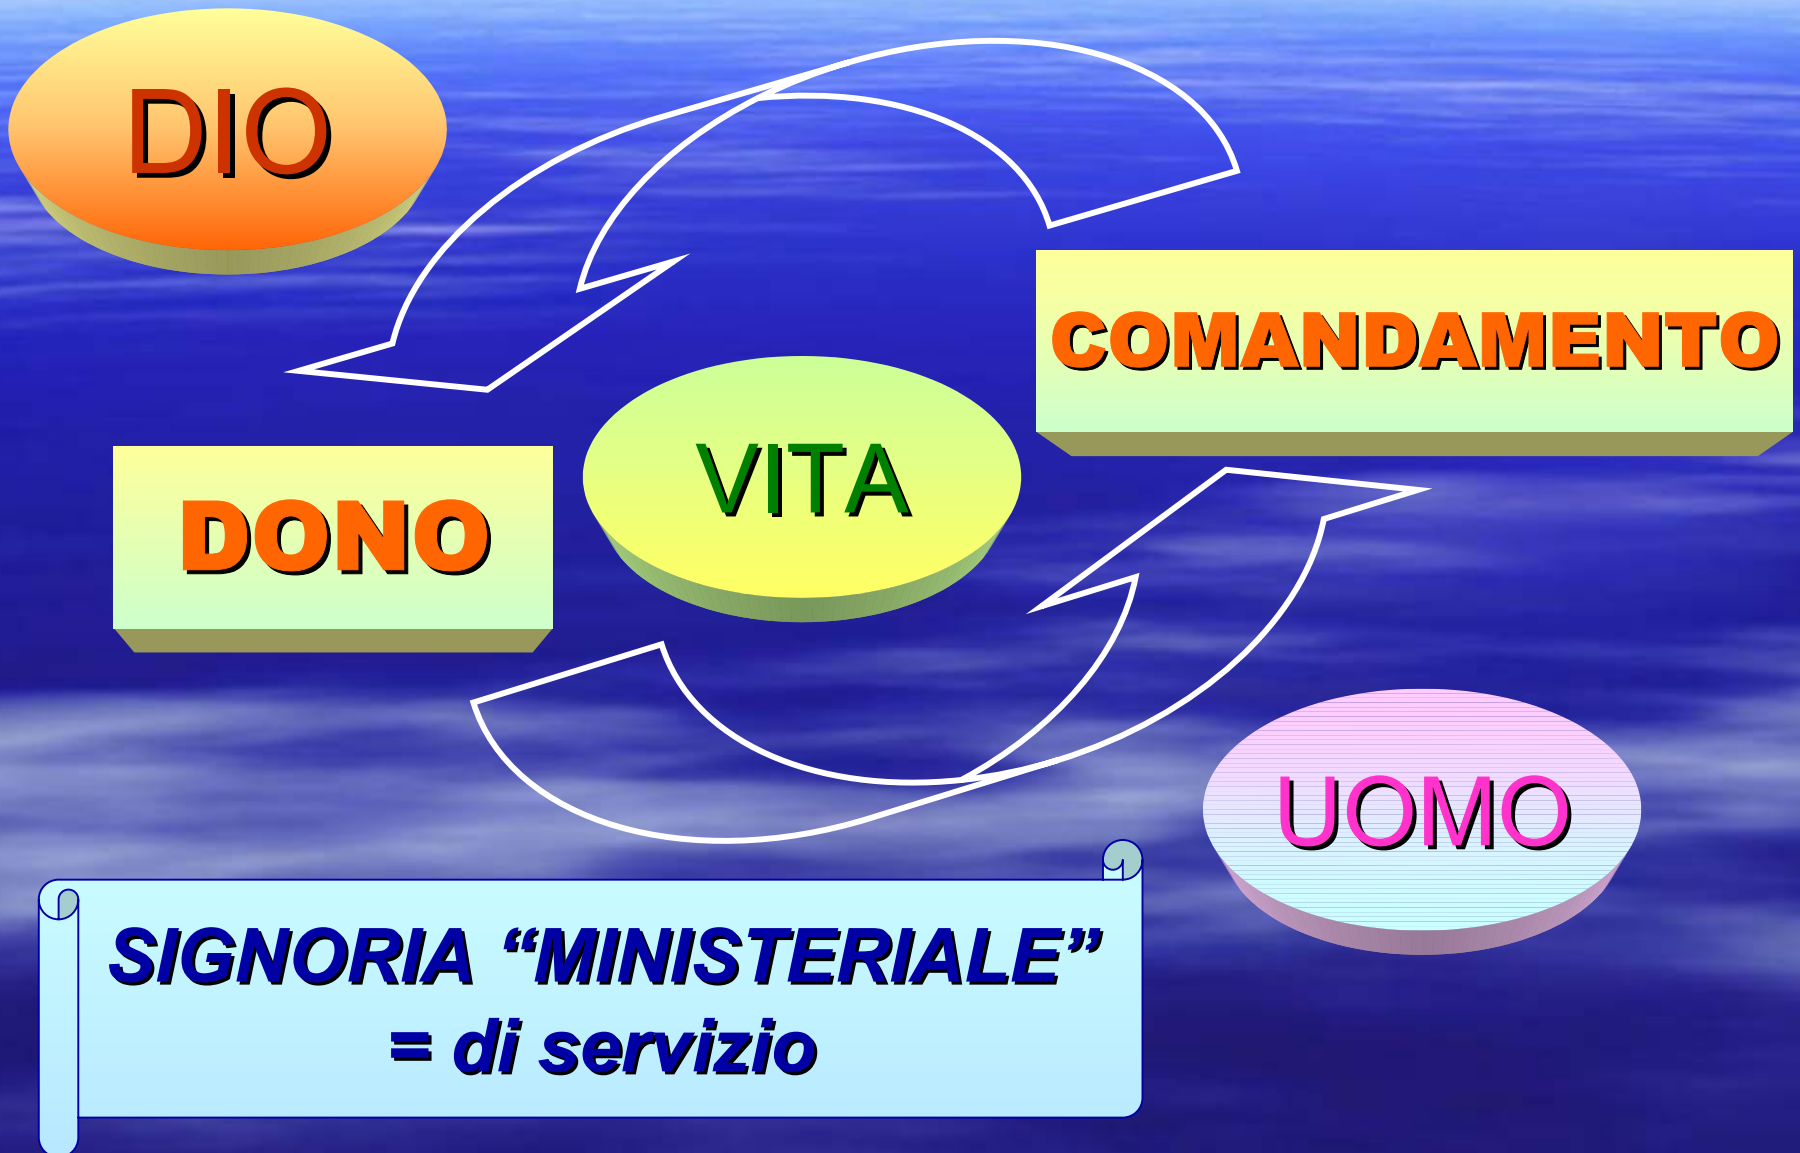 DIO
COMANDAMENTO
VITA
DONO
UOMO
SIGNORIA “MINISTERIALE”
= di servizio